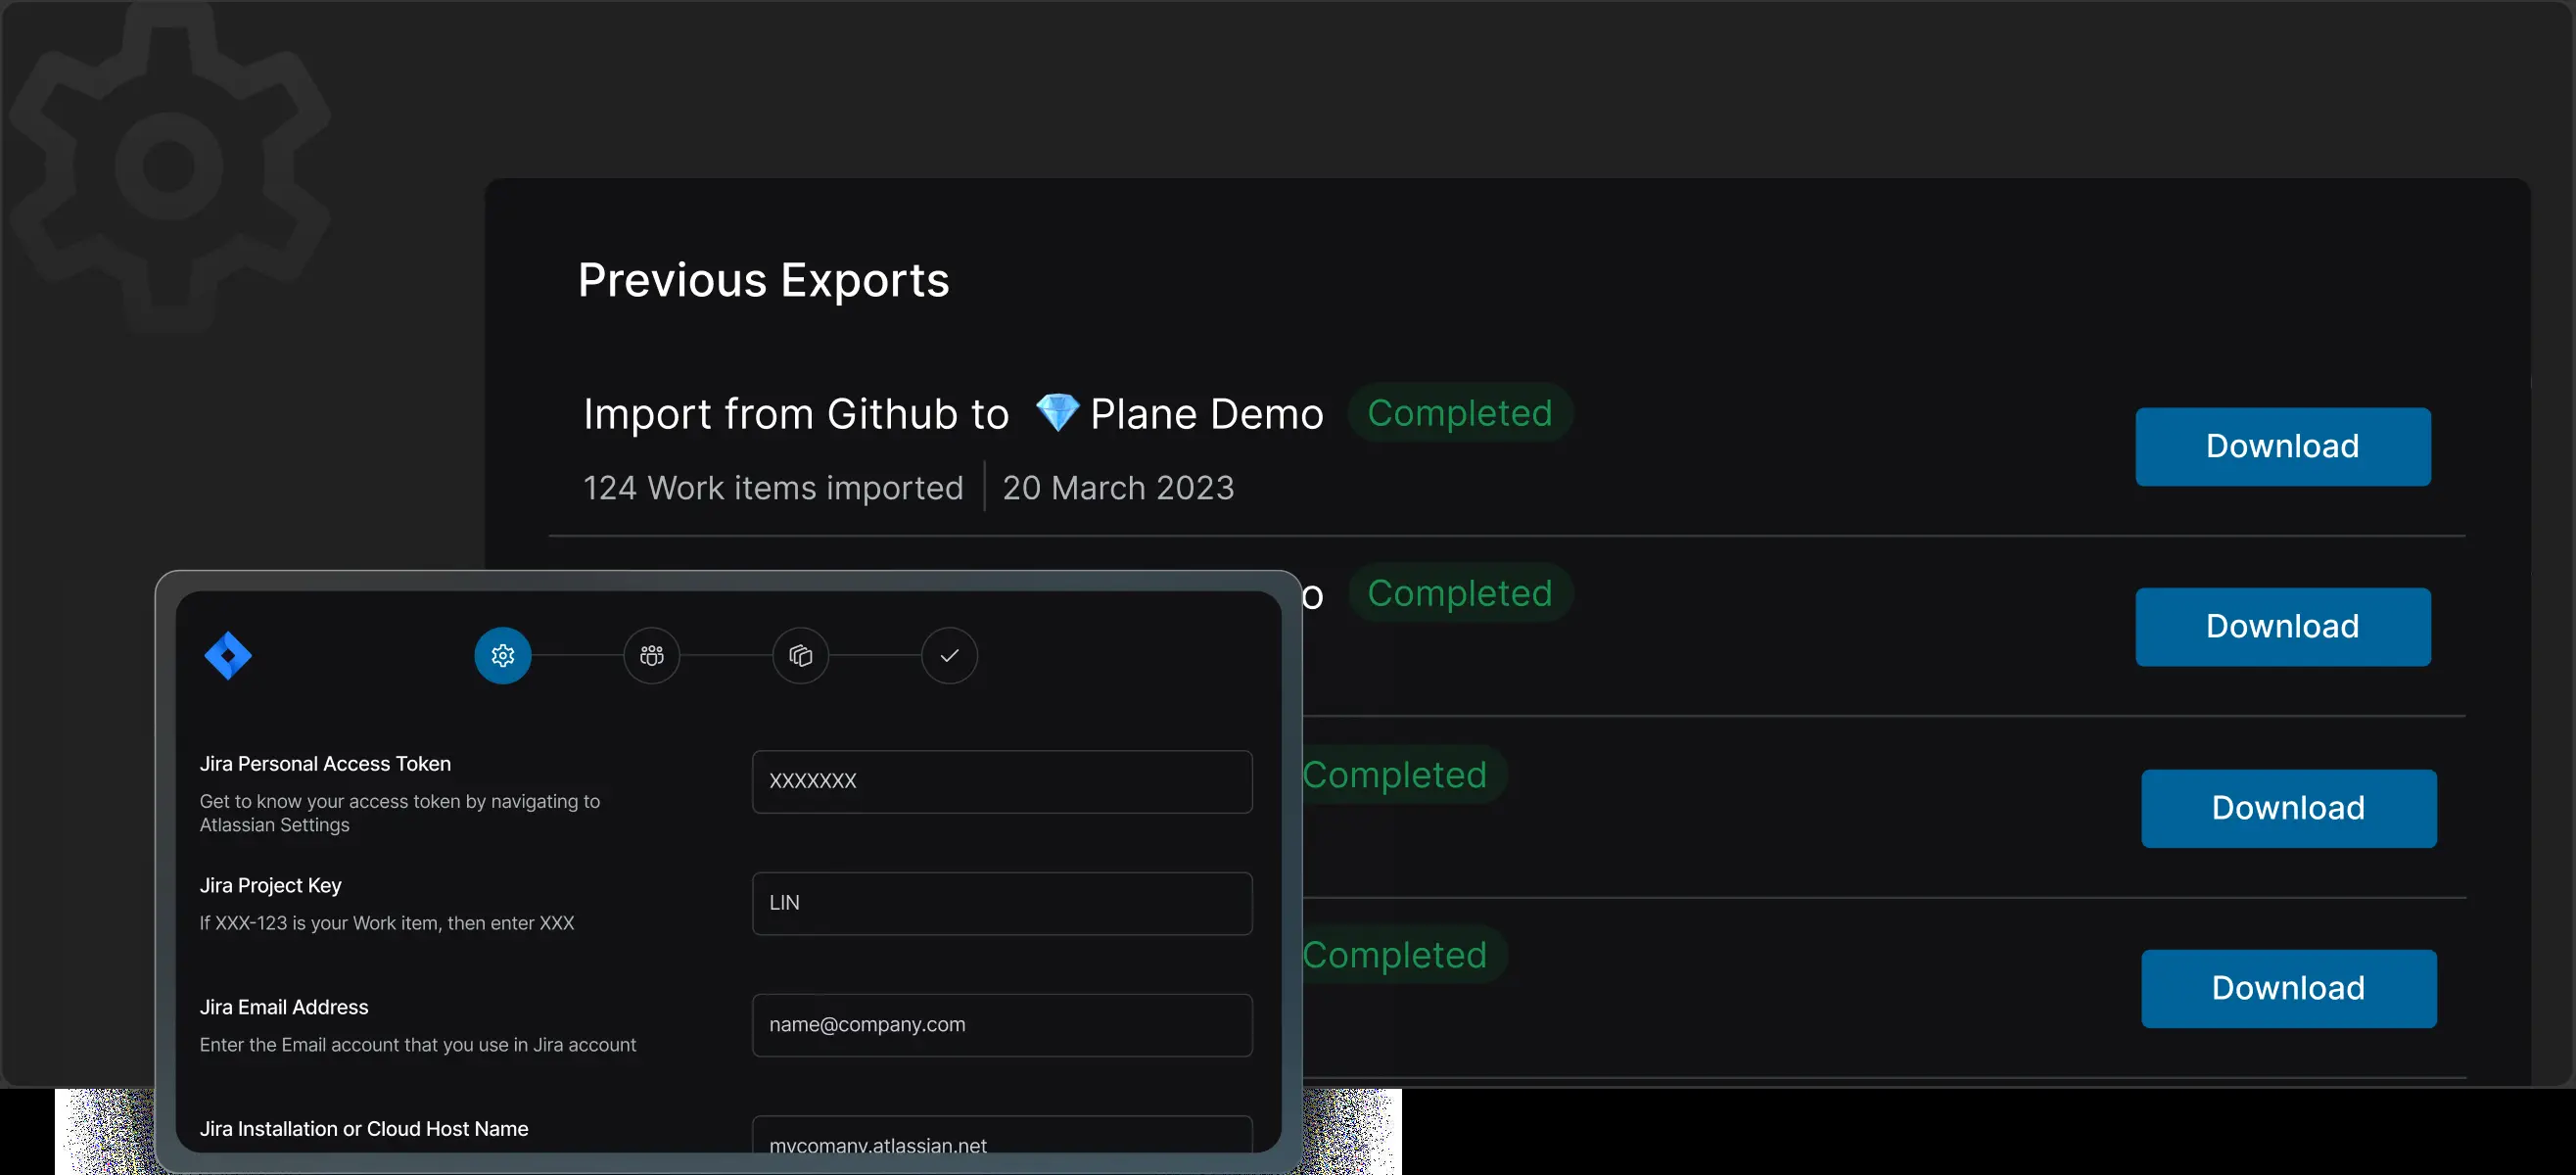 Previous Exports
Import from Github to 💎 Plane Demo Completed
124 Work items imported | 20 March 2023
Download
o Completed
Download
Completed
Download
Completed
Download
Jira Personal Access Token
Get to know your access token by navigating to
Atlassian Settings
XXXXXXX
Jira Project Key
If XXX-123 is your Work item, then enter XXX
LIN
Jira Email Address
Enter the Email account that you use in Jira account
name@company.com
Jira Installation or Cloud Host Name
mycomany.atlassian.net